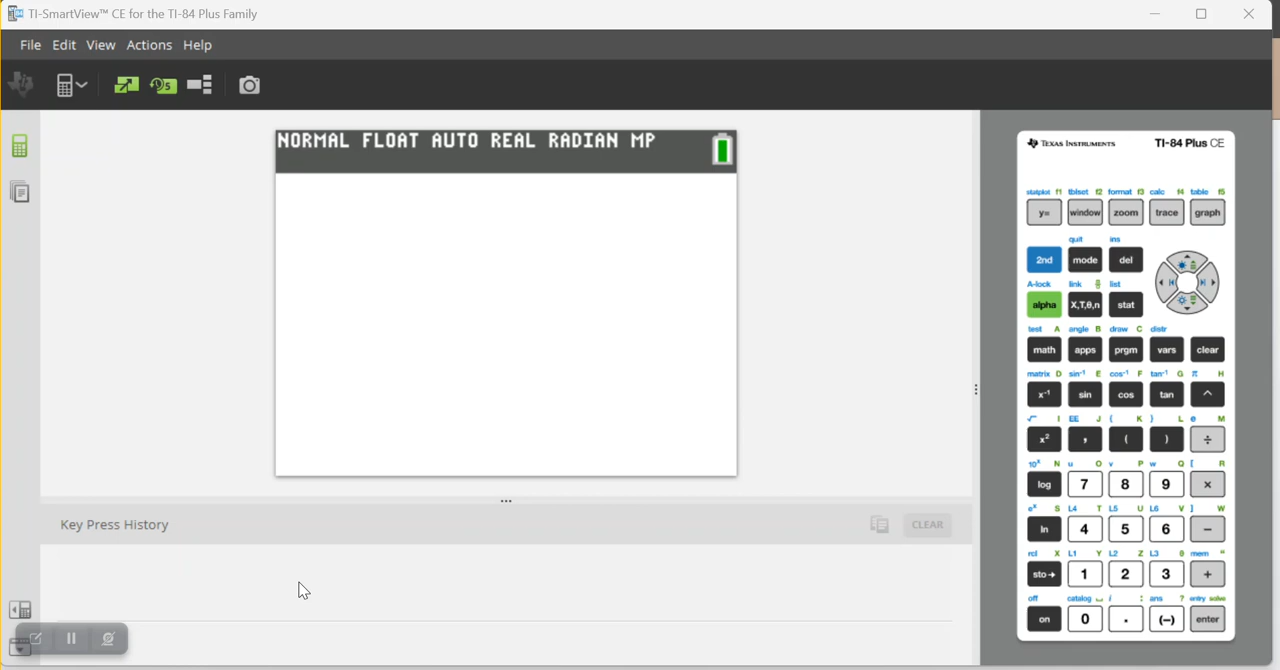 TI-SmartView™ CE for the TI-84 Plus Family
File Edit View Actions Help
NORMAL FLOAT AUTO REAL RADIAN MP
TEXAS INSTRUMENTS TI-84 Plus CE
statplot f1 tblset f2 format f3 calc f4 table f5
y= window zoom trace graph
quit ins
2nd mode del
A-lock link list
alpha X,T,θ,n stat
test A angle B draw C distr
math apps prgm vars clear
matrix D sin⁻¹ E cos⁻¹ F tan⁻¹ G π H
x⁻¹ sin cos tan ^
√ I EE J { K } L e M
x² , ( ) ÷
10ˣ N u O v P w Q [ R
log 7 8 9 ×
eˣ S L4 T L5 U L6 V ] W
ln 4 5 6 −
rcl X L1 Y L2 Z L3 θ mem "
sto→ 1 2 3 +
off catalog i : ans ? entry solve
on 0 . (−) enter
Key Press History CLEAR